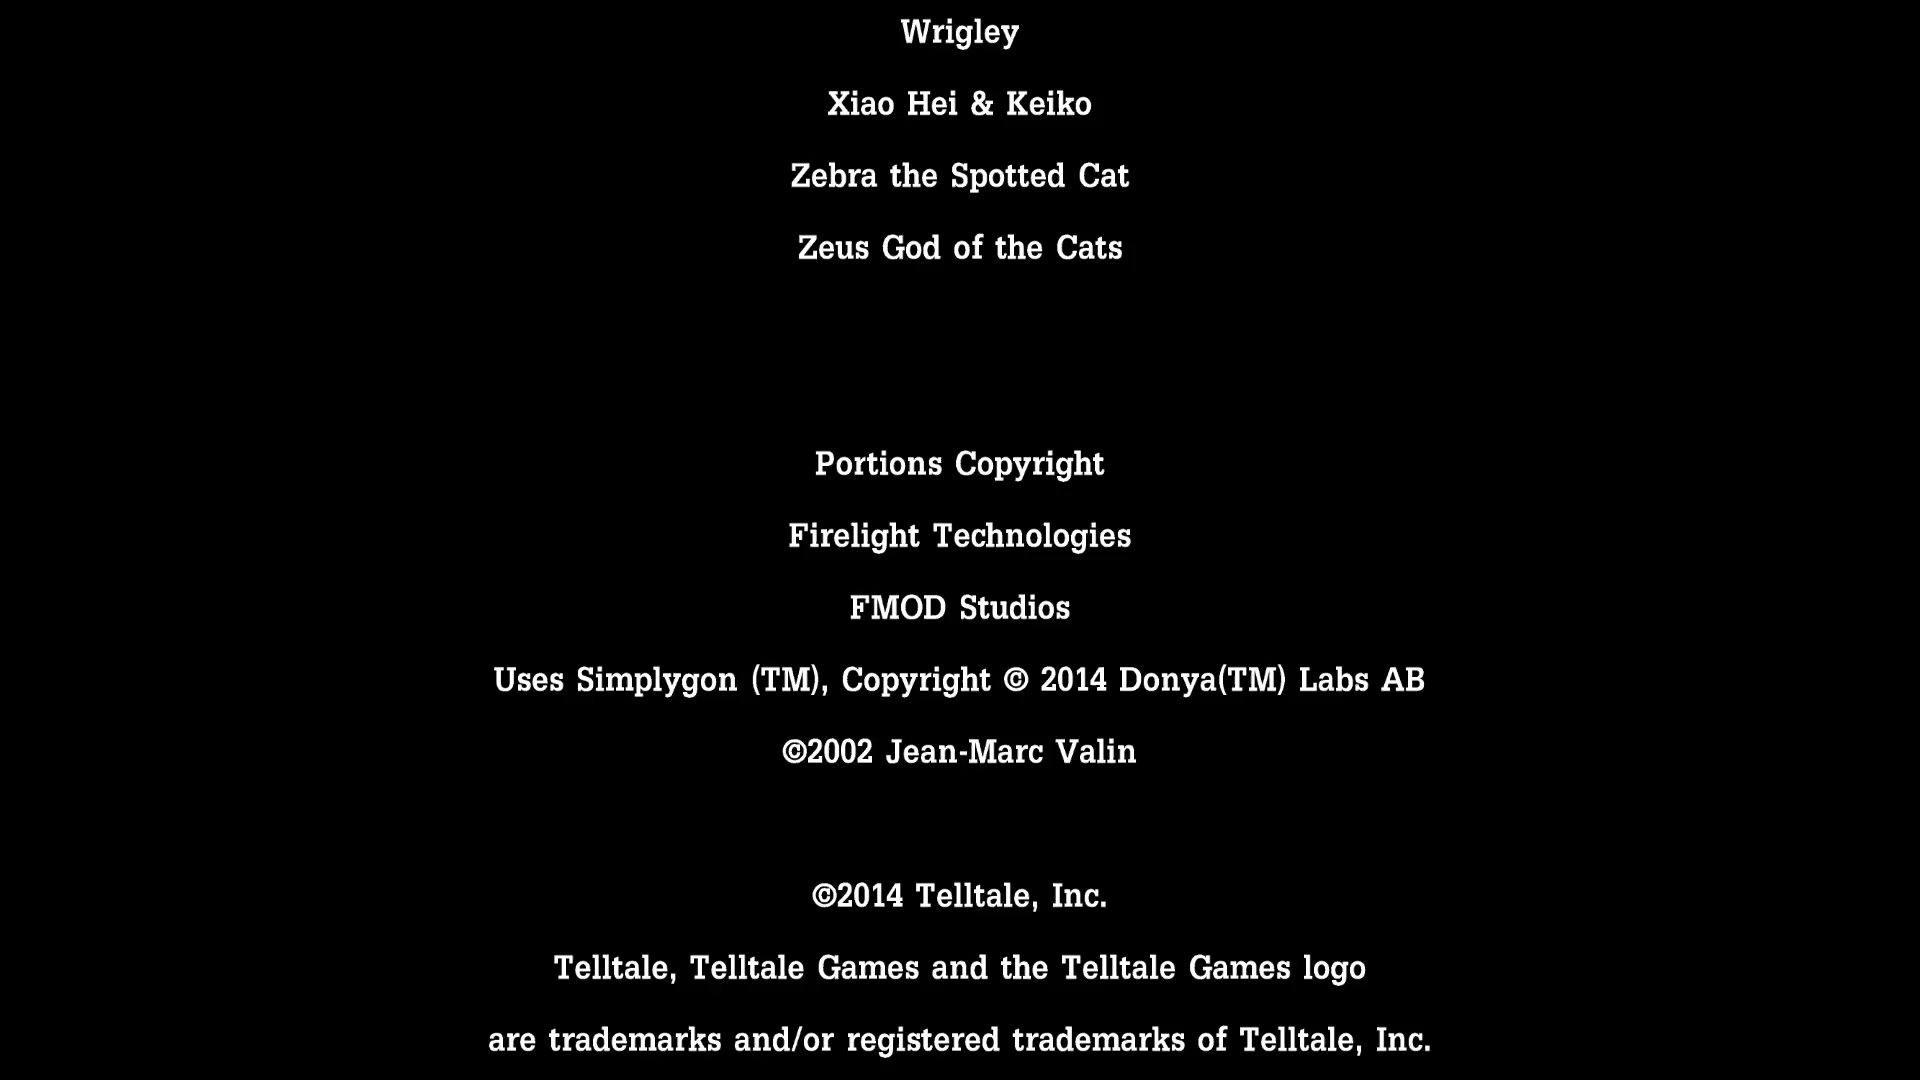 Wrigley
Xiao Hei & Keiko
Zebra the Spotted Cat
Zeus God of the Cats
Portions Copyright
Firelight Technologies
FMOD Studios
Uses Simplygon (TM), Copyright © 2014 Donya(TM) Labs AB
©2002 Jean-Marc Valin
©2014 Telltale, Inc.
Telltale, Telltale Games and the Telltale Games logo
are trademarks and/or registered trademarks of Telltale, Inc.